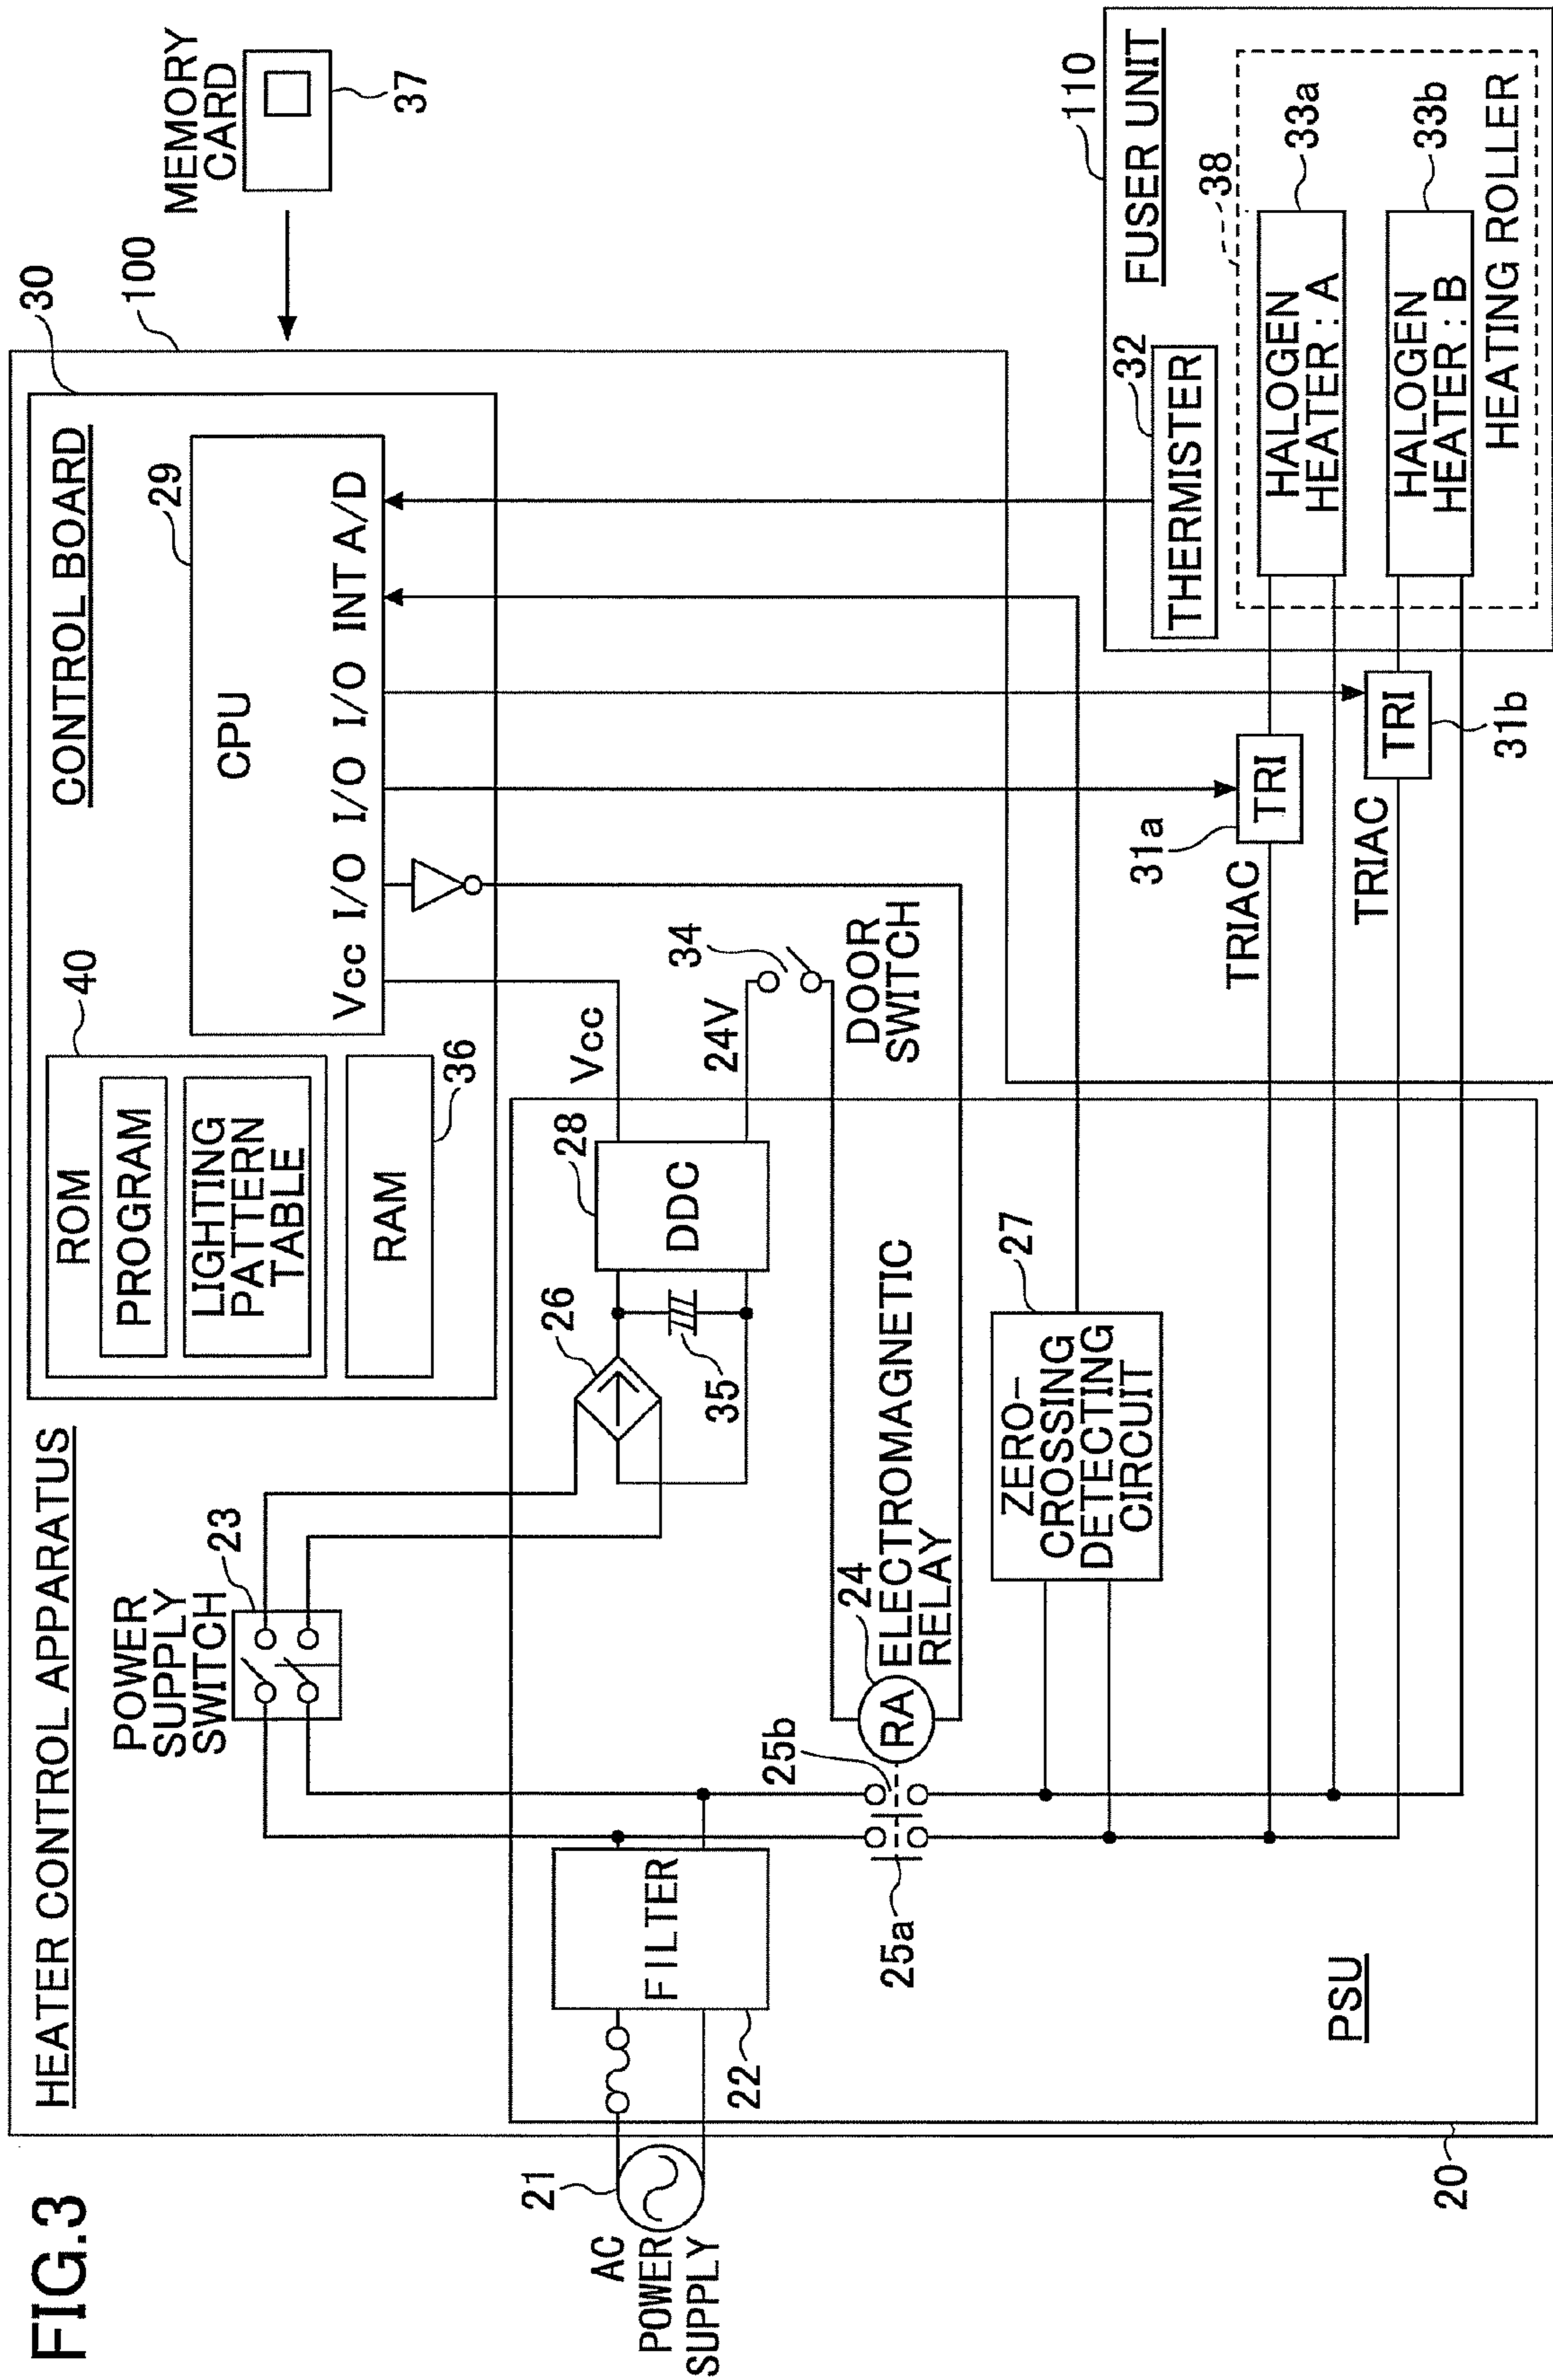 FIG.3
HEATER CONTROL APPARATUS
100
MEMORY
CARD
37
CONTROL BOARD
30
ROM
40
PROGRAM
LIGHTING
PATTERN
TABLE
RAM
36
CPU
29
Vcc I/O I/O I/O INT A/D
POWER
SUPPLY
SWITCH
23
AC
POWER
SUPPLY
21
FILTER
22
26
35
DDC
28
Vcc
24V
34
DOOR
SWITCH
25a
25b
RA
24
ELECTROMAGNETIC
RELAY
ZERO-
CROSSING
DETECTING
CIRCUIT
27
PSU
20
TRIAC
TRI
31a
TRIAC
TRI
31b
FUSER UNIT
110
THERMISTER
32
38
HALOGEN
HEATER : A
33a
HALOGEN
HEATER : B
33b
HEATING ROLLER